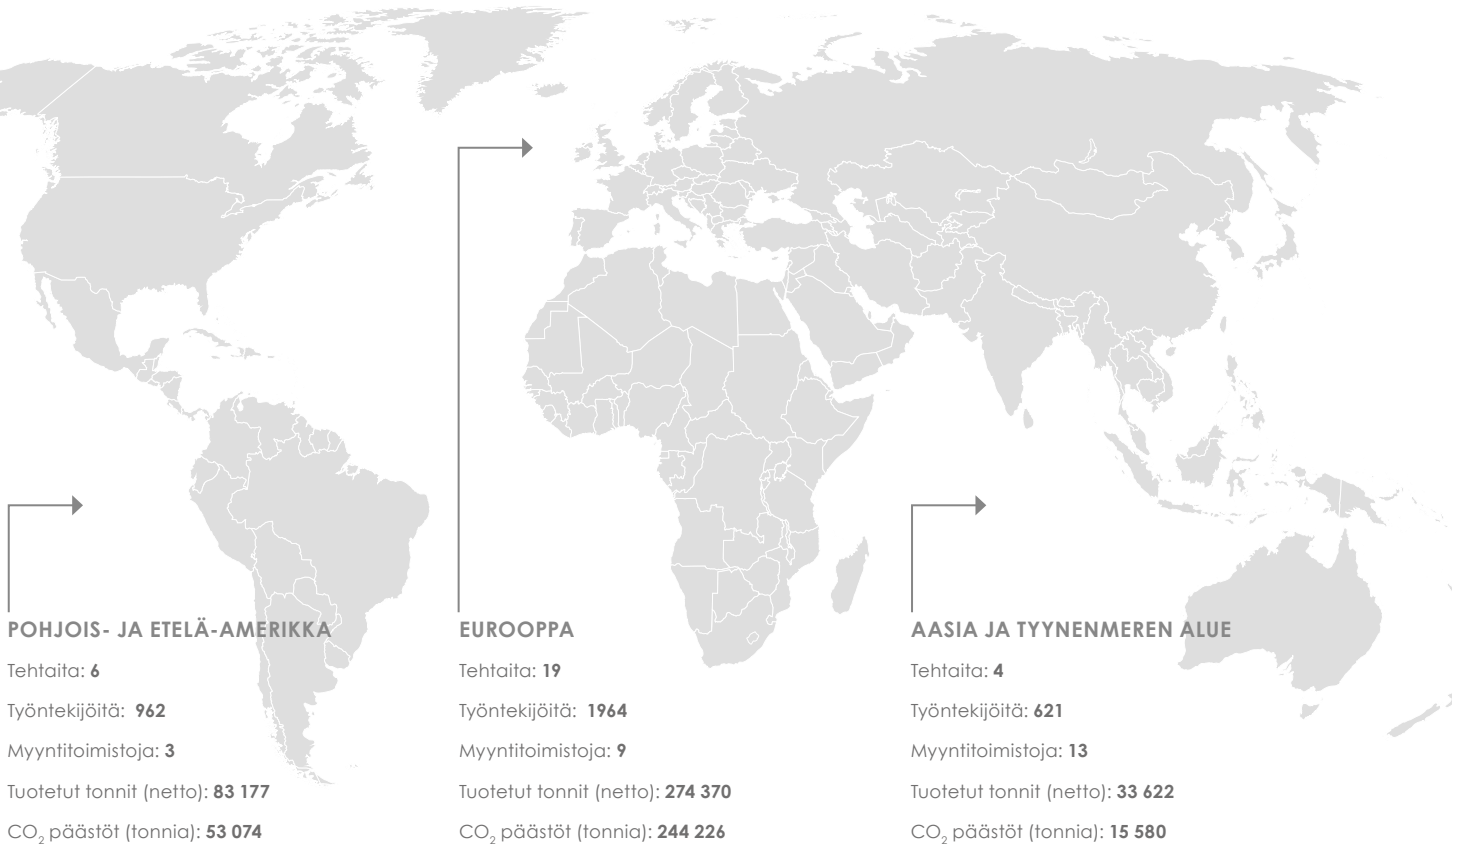 POHJOIS- JA ETELÄ-AMERIKKA
Tehtaita: 6
Työntekijöitä: 962
Myyntitoimistoja: 3
Tuotetut tonnit (netto): 83 177
CO₂ päästöt (tonnia): 53 074
EUROOPPA
Tehtaita: 19
Työntekijöitä: 1964
Myyntitoimistoja: 9
Tuotetut tonnit (netto): 274 370
CO₂ päästöt (tonnia): 244 226
AASIA JA TYYNENMEREN ALUE
Tehtaita: 4
Työntekijöitä: 621
Myyntitoimistoja: 13
Tuotetut tonnit (netto): 33 622
CO₂ päästöt (tonnia): 15 580